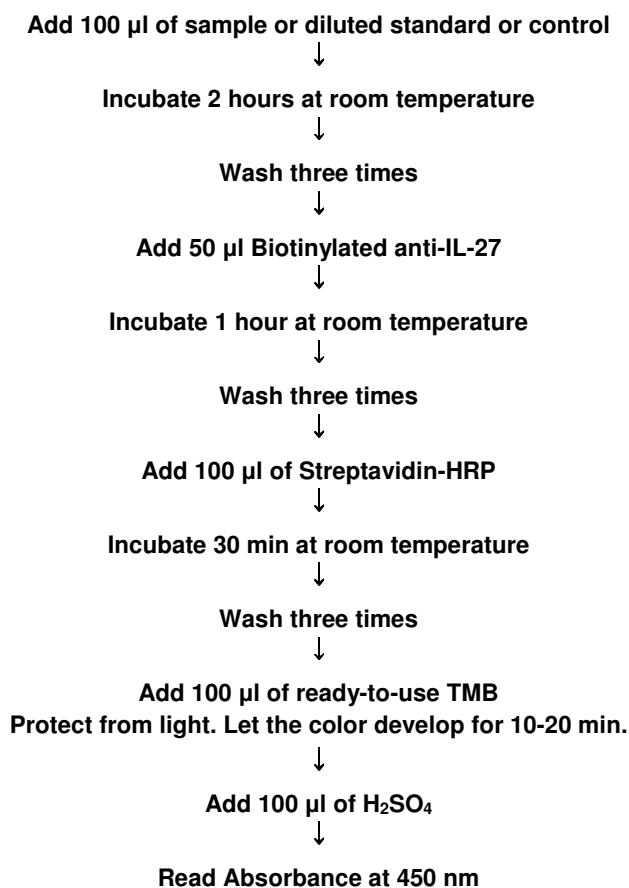 Add 100 µl of sample or diluted standard or control
↓
Incubate 2 hours at room temperature
↓
Wash three times
↓
Add 50 µl Biotinylated anti-IL-27
↓
Incubate 1 hour at room temperature
↓
Wash three times
↓
Add 100 µl of Streptavidin-HRP
↓
Incubate 30 min at room temperature
↓
Wash three times
↓
Add 100 µl of ready-to-use TMB
Protect from light. Let the color develop for 10-20 min.
↓
Add 100 µl of H₂SO₄
↓
Read Absorbance at 450 nm